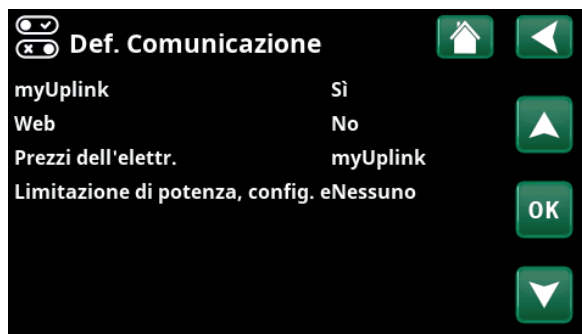 Def. Comunicazione
myUplink Sì
Web No
Prezzi dell'elettr. myUplink
Limitazione di potenza, config. eNessuno
OK